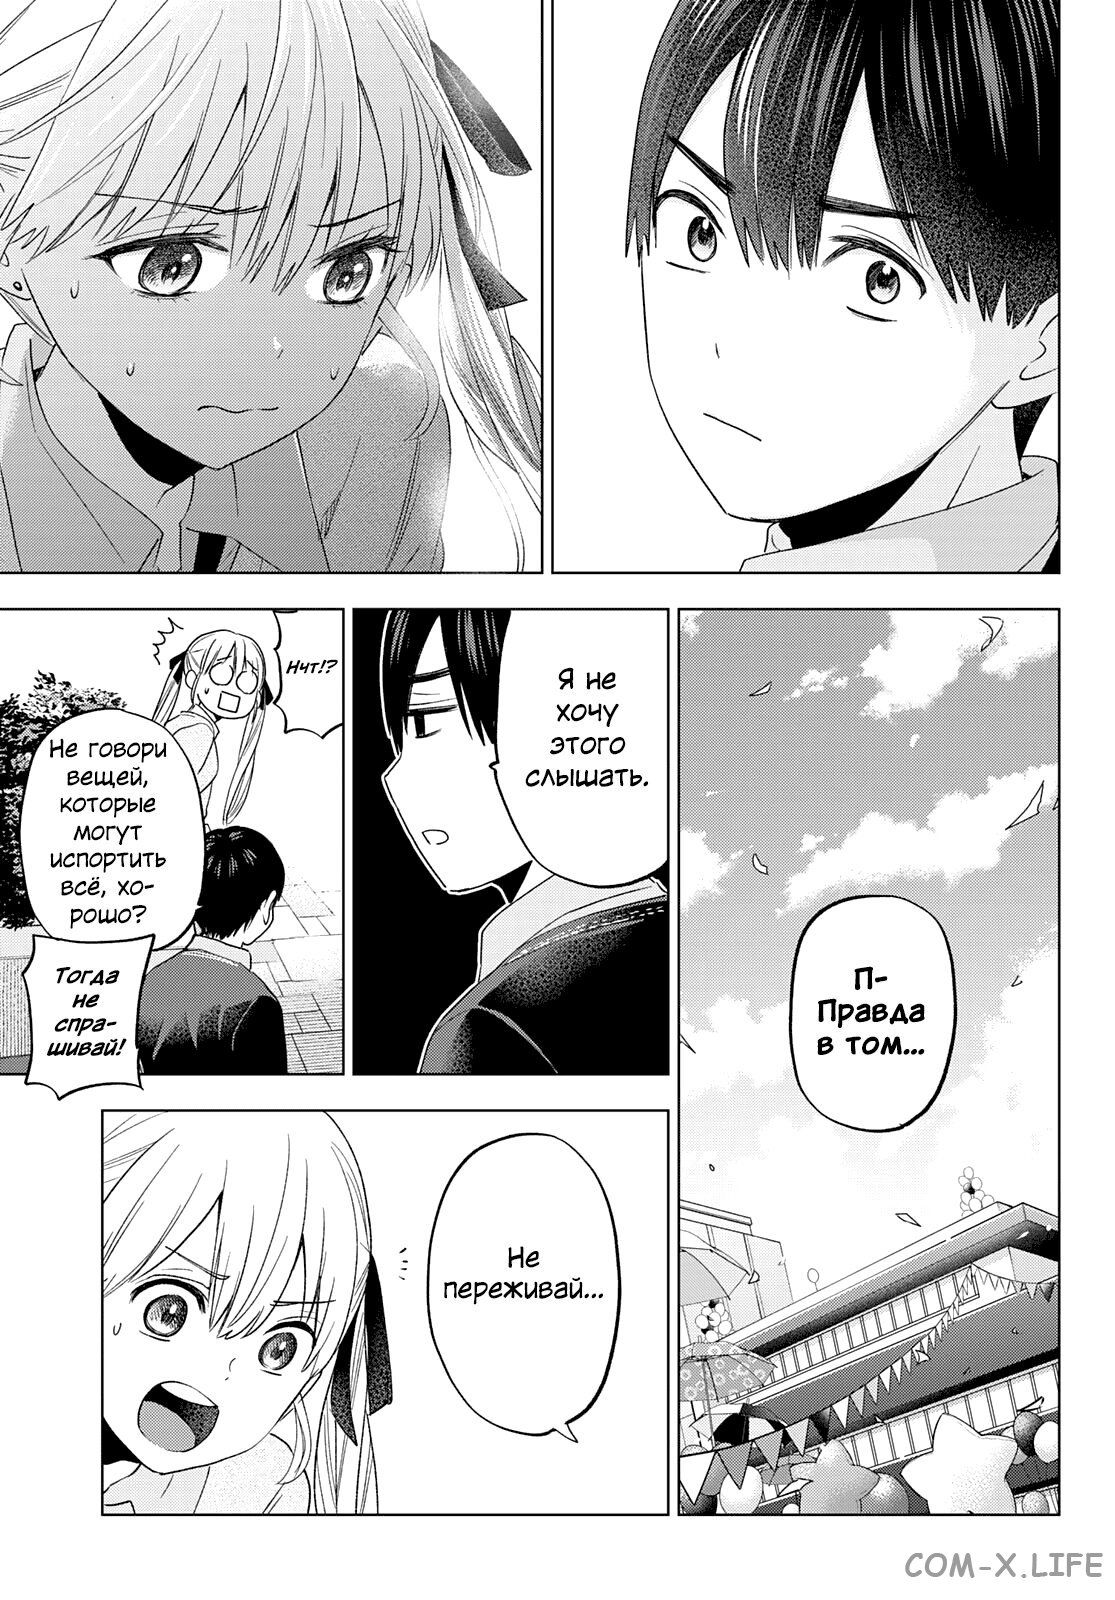 П-
Правда
в том...
Я не
хочу
этого
слышать.
Нчт!?
Не говори
вещей,
которые
могут
испортить
всё, хо-
рошо?
Тогда
не
спра-
шивай!
Не
переживай...
COM-X.LIFE